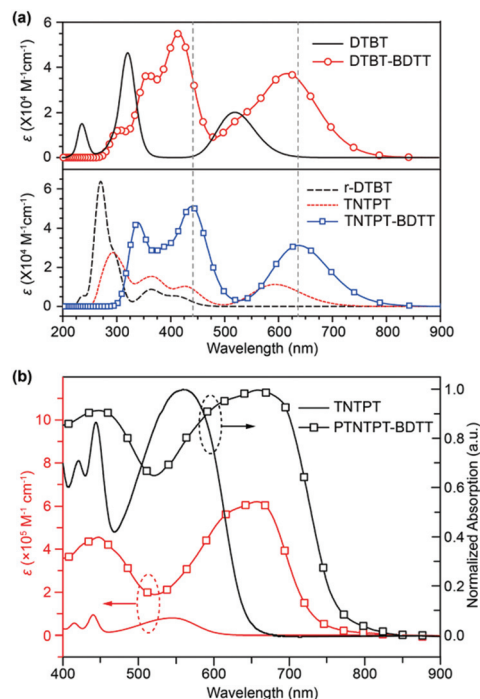 (a)
6
4
2
0
ε (X10⁴ M⁻¹cm⁻¹)
DTBT
DTBT-BDTT
6
4
2
0
ε (X10⁴ M⁻¹cm⁻¹)
r-DTBT
TNTPT
TNTPT-BDTT
200 300 400 500 600 700 800 900
Wavelength (nm)
(b)
10
8
6
4
2
0
ε (×10⁵ M⁻¹ cm⁻¹)
TNTPT
PTNTPT-BDTT
1.0
0.8
0.6
0.4
0.2
0.0
Normalized Absorption (a.u.)
400 500 600 700 800 900
Wavelength (nm)